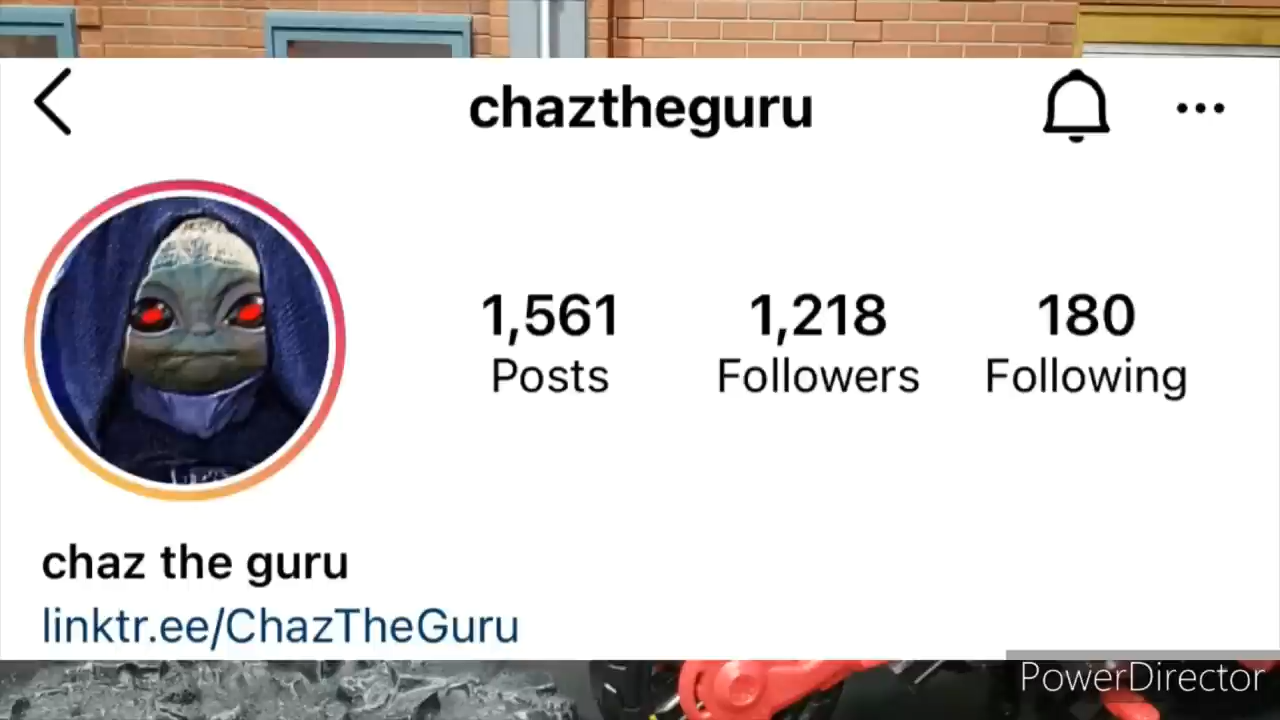 chaztheguru
1,561 1,218 180
Posts Followers Following
chaz the guru
linktr.ee/ChazTheGuru
PowerDirector